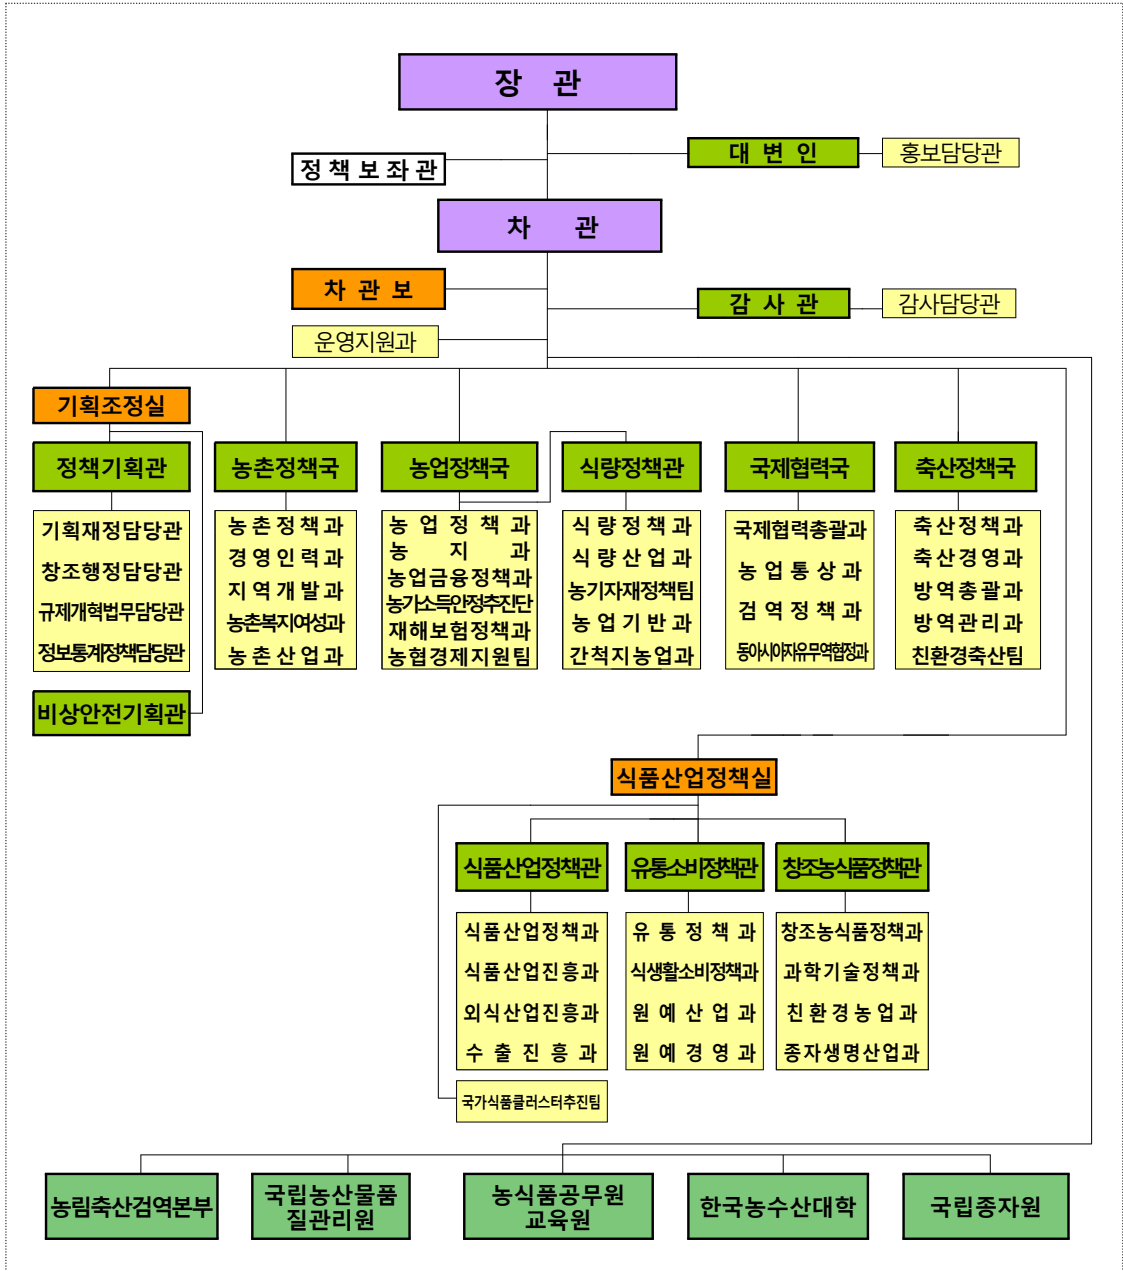 장 관
대 변 인
홍보담당관
정 책 보 좌 관
차 관
차 관 보
감 사 관
감사담당관
운영지원과
기획조정실
정책기획관
농촌정책국
농업정책국
식량정책관
국제협력국
축산정책국
기획재정담당관
창조행정담당관
규제개혁법무담당관
정보통계정책담당관
농 촌 정 책 과
경 영 인 력 과
지 역 개 발 과
농촌복지여성과
농 촌 산 업 과
농 업 정 책 과
농 지 과
농업금융정책과
농가소득안정추진단
재해보험정책과
농협경제지원팀
식 량 정 책 과
식 량 산 업 과
농기자재정책팀
농 업 기 반 과
간척지농업과
국제협력총괄과
농 업 통 상 과
검 역 정 책 과
동아시아자유무역협정과
축 산 정 책 과
축 산 경 영 과
방 역 총 괄 과
방 역 관 리 과
친환경축산팀
비상안전기획관
식품산업정책실
식품산업정책관
유통소비정책관
창조농식품정책관
식품산업정책과
식품산업진흥과
외식산업진흥과
수 출 진 흥 과
유 통 정 책 과
식생활소비정책과
원 예 산 업 과
원 예 경 영 과
창조농식품정책과
과학기술정책과
친 환 경 농 업 과
종자생명산업과
국가식품클러스터추진팀
농림축산검역본부
국립농산물품
질관리원
농식품공무원
교육원
한국농수산대학
국립종자원